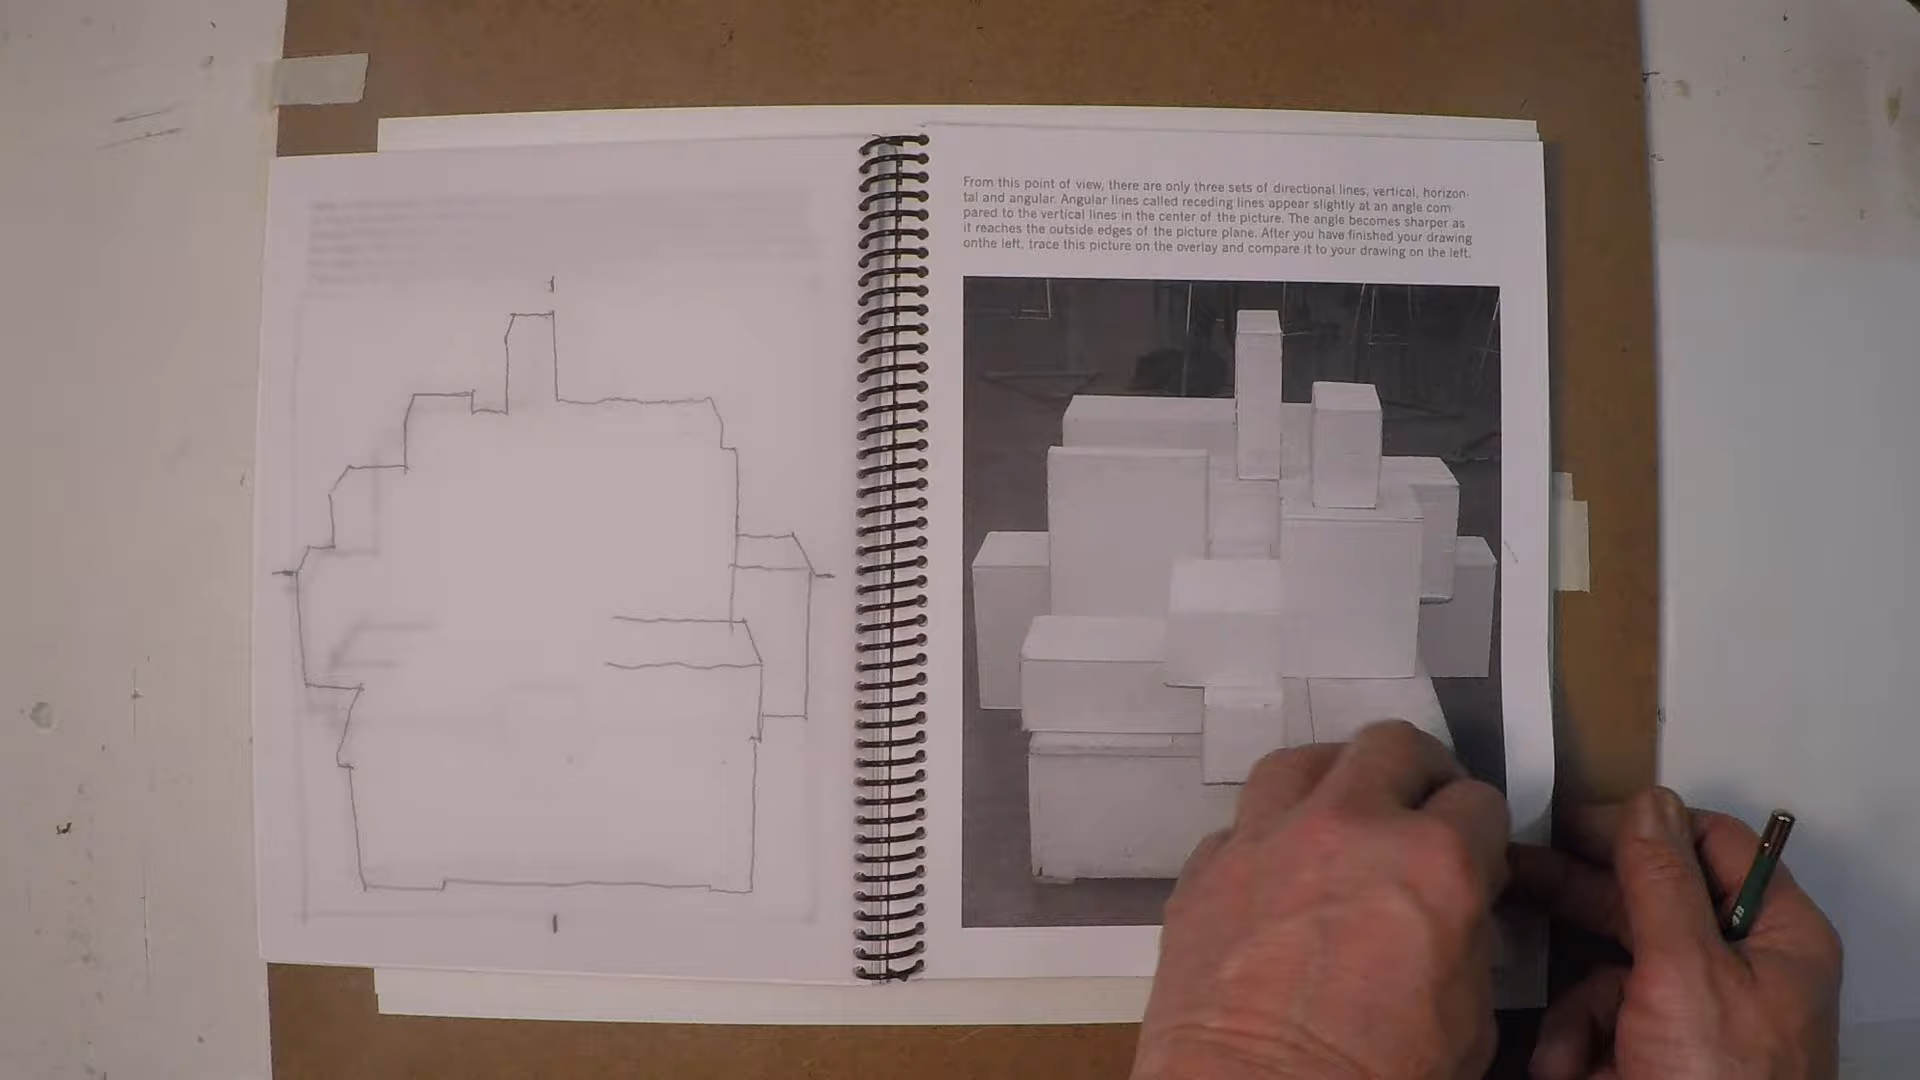 From this point of view, there are only three sets of directional lines, vertical, horizon-
tal and angular. Angular lines called receding lines appear slightly at an angle com-
pared to the vertical lines in the center of the picture. The angle becomes sharper as
it reaches the outside edges of the picture plane. After you have finished your drawing
onthe left, trace this picture on the overlay and compare it to your drawing on the left.